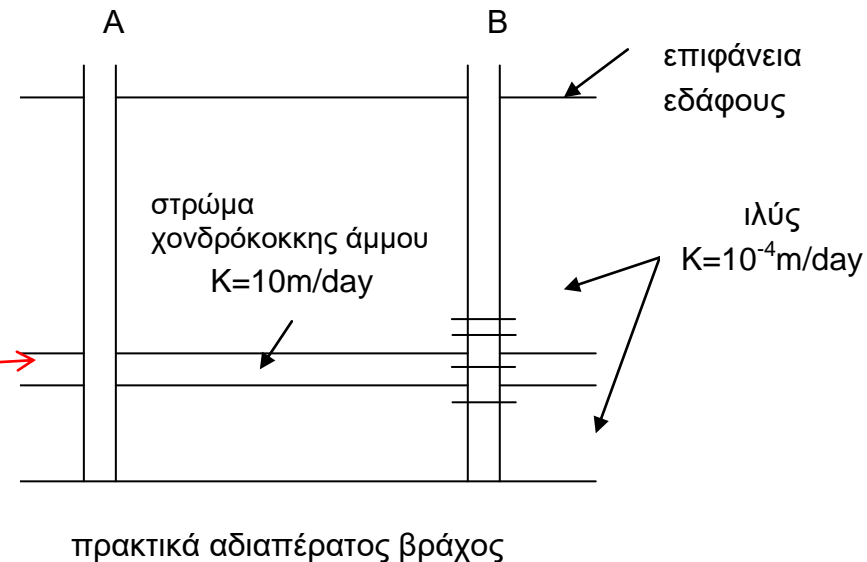 A
B
επιφάνεια
εδάφους
στρώμα
χονδρόκοκκης άμμου
K=10m/day
ιλύς
K=10⁻⁴m/day
πρακτικά αδιαπέρατος βράχος